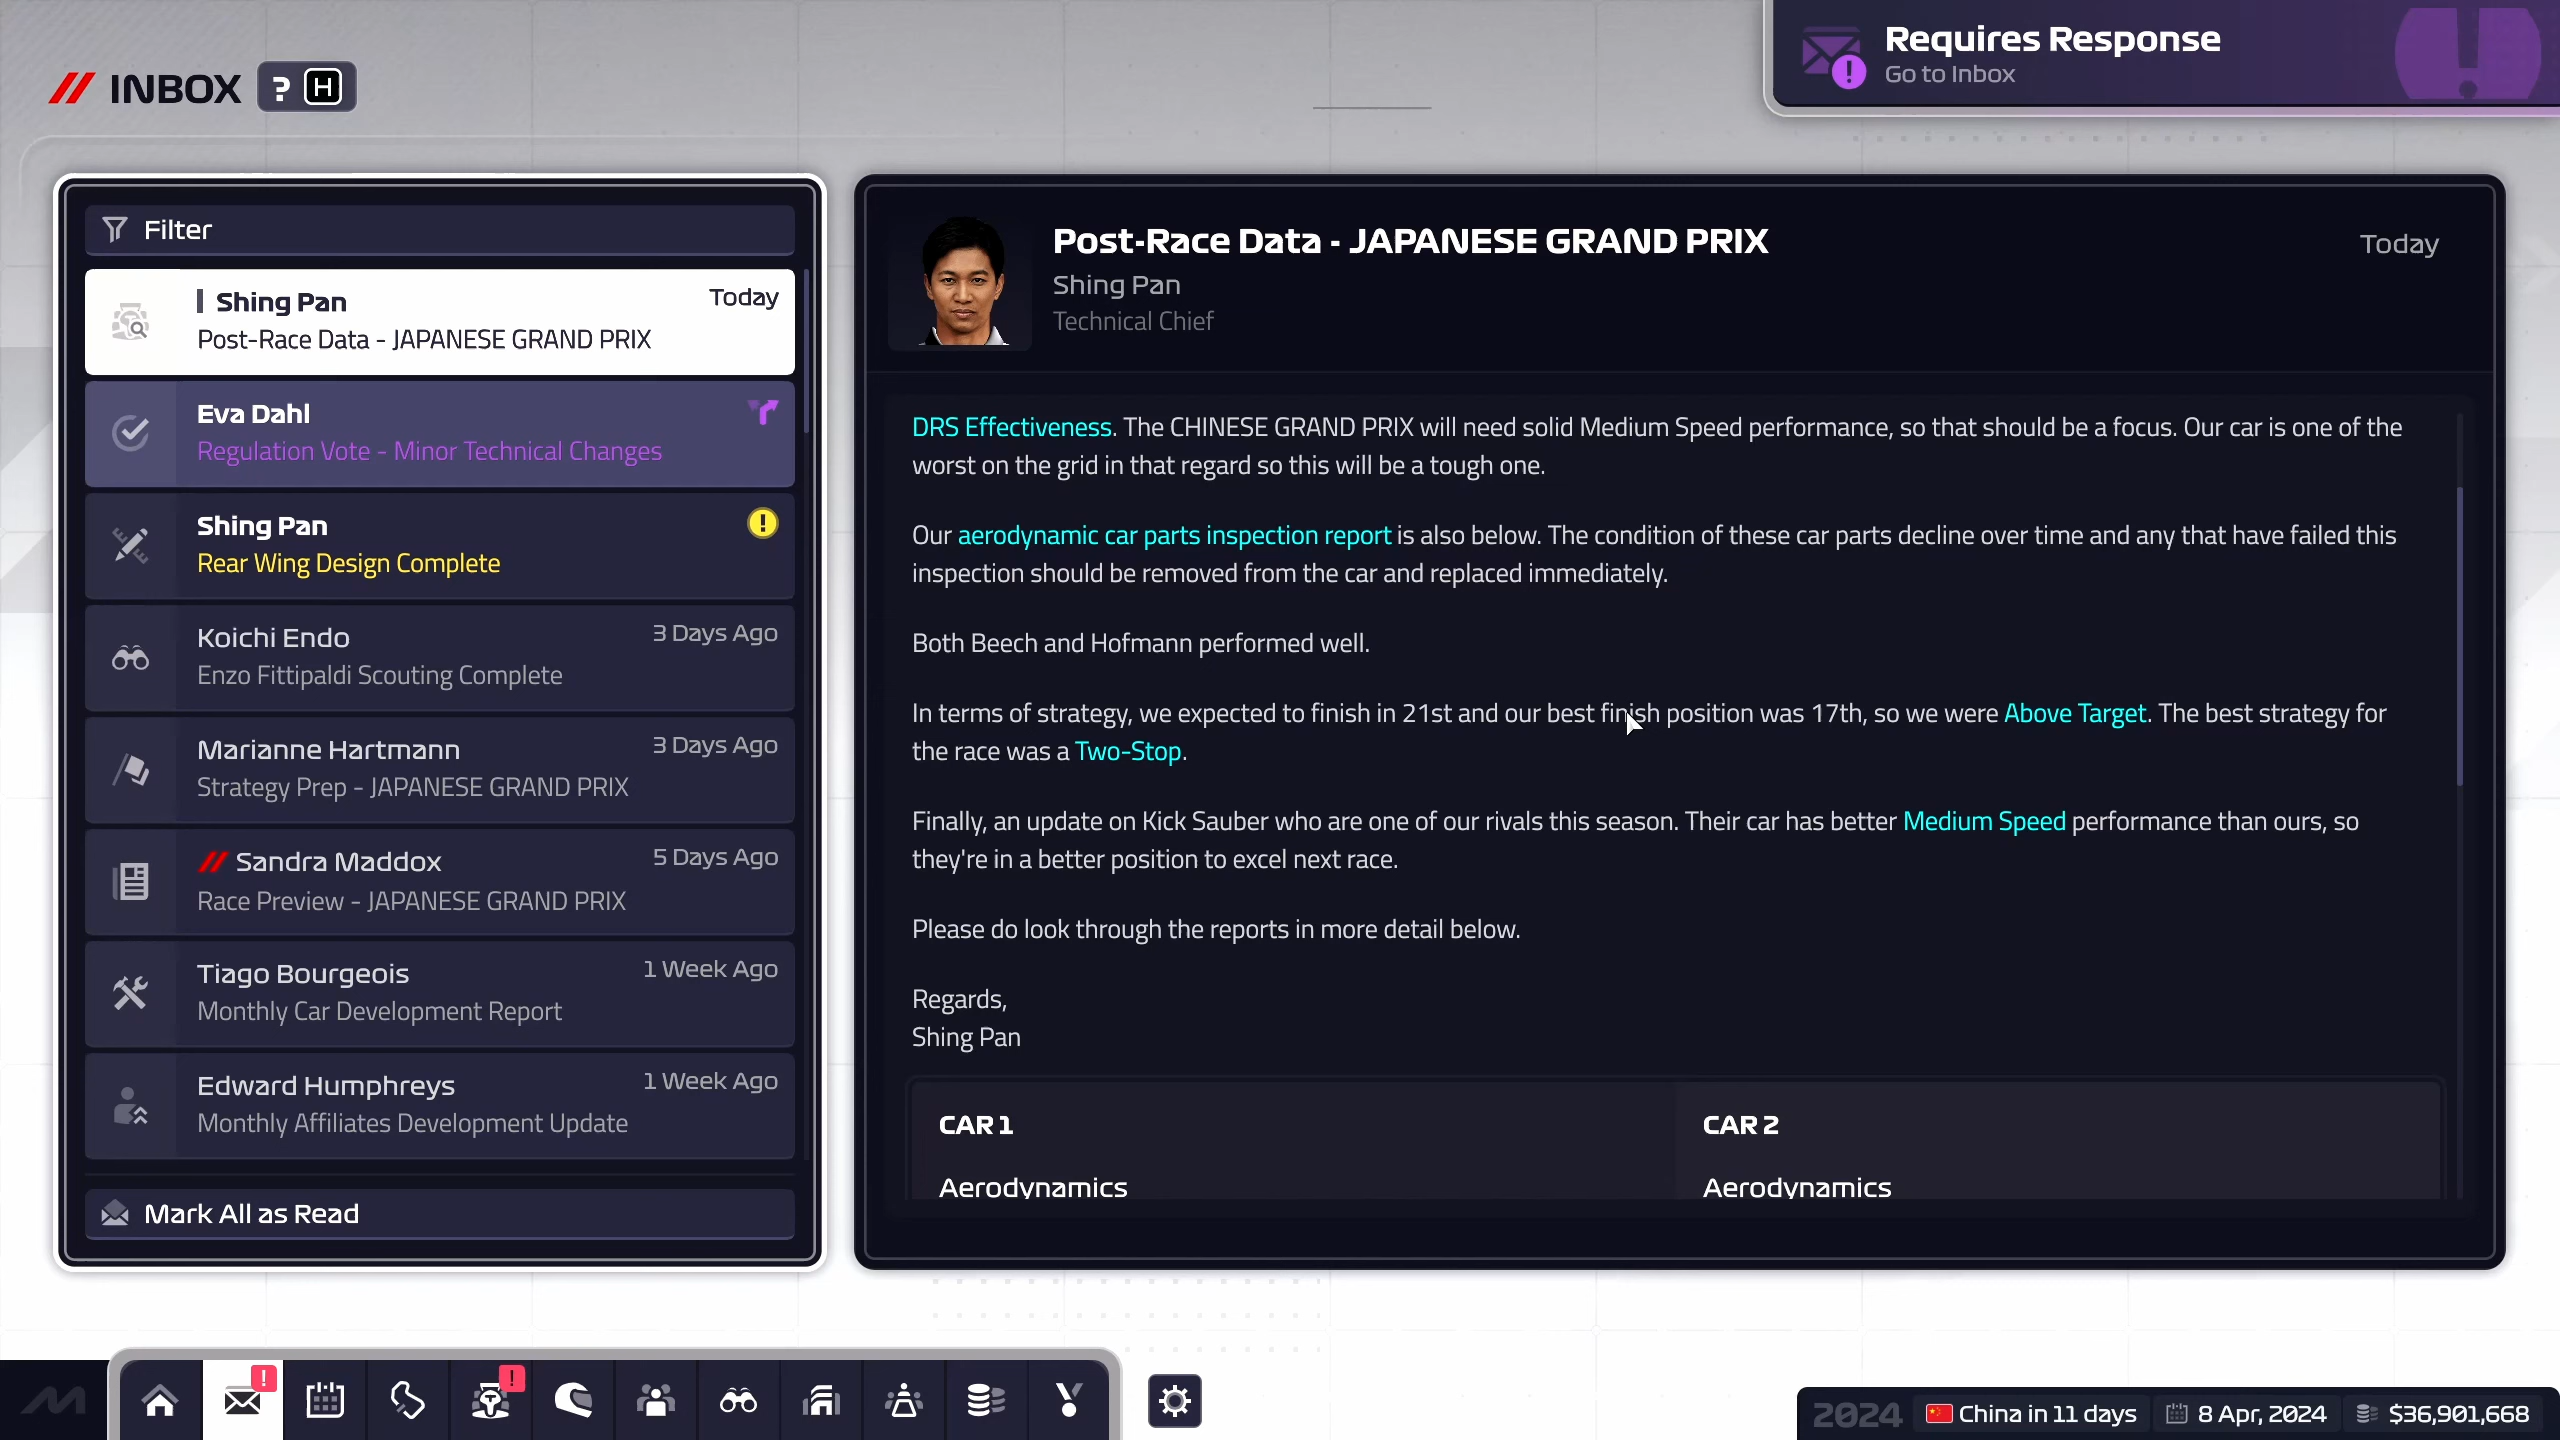 INBOX ? H
Requires Response
Go to Inbox
Filter
Shing Pan
Today
Post-Race Data - JAPANESE GRAND PRIX
Eva Dahl
Regulation Vote - Minor Technical Changes
Shing Pan
Rear Wing Design Complete
Koichi Endo
3 Days Ago
Enzo Fittipaldi Scouting Complete
Marianne Hartmann
3 Days Ago
Strategy Prep - JAPANESE GRAND PRIX
Sandra Maddox
5 Days Ago
Race Preview - JAPANESE GRAND PRIX
Tiago Bourgeois
1 Week Ago
Monthly Car Development Report
Edward Humphreys
1 Week Ago
Monthly Affiliates Development Update
Mark All as Read
Post-Race Data - JAPANESE GRAND PRIX
Today
Shing Pan
Technical Chief
DRS Effectiveness. The CHINESE GRAND PRIX will need solid Medium Speed performance, so that should be a focus. Our car is one of the
worst on the grid in that regard so this will be a tough one.
Our aerodynamic car parts inspection report is also below. The condition of these car parts decline over time and any that have failed this
inspection should be removed from the car and replaced immediately.
Both Beech and Hofmann performed well.
In terms of strategy, we expected to finish in 21st and our best finish position was 17th, so we were Above Target. The best strategy for
the race was a Two-Stop.
Finally, an update on Kick Sauber who are one of our rivals this season. Their car has better Medium Speed performance than ours, so
they're in a better position to excel next race.
Please do look through the reports in more detail below.
Regards,
Shing Pan
CAR 1
CAR 2
Aerodynamics
Aerodynamics
2024
China in 11 days
8 Apr, 2024
$36,901,668